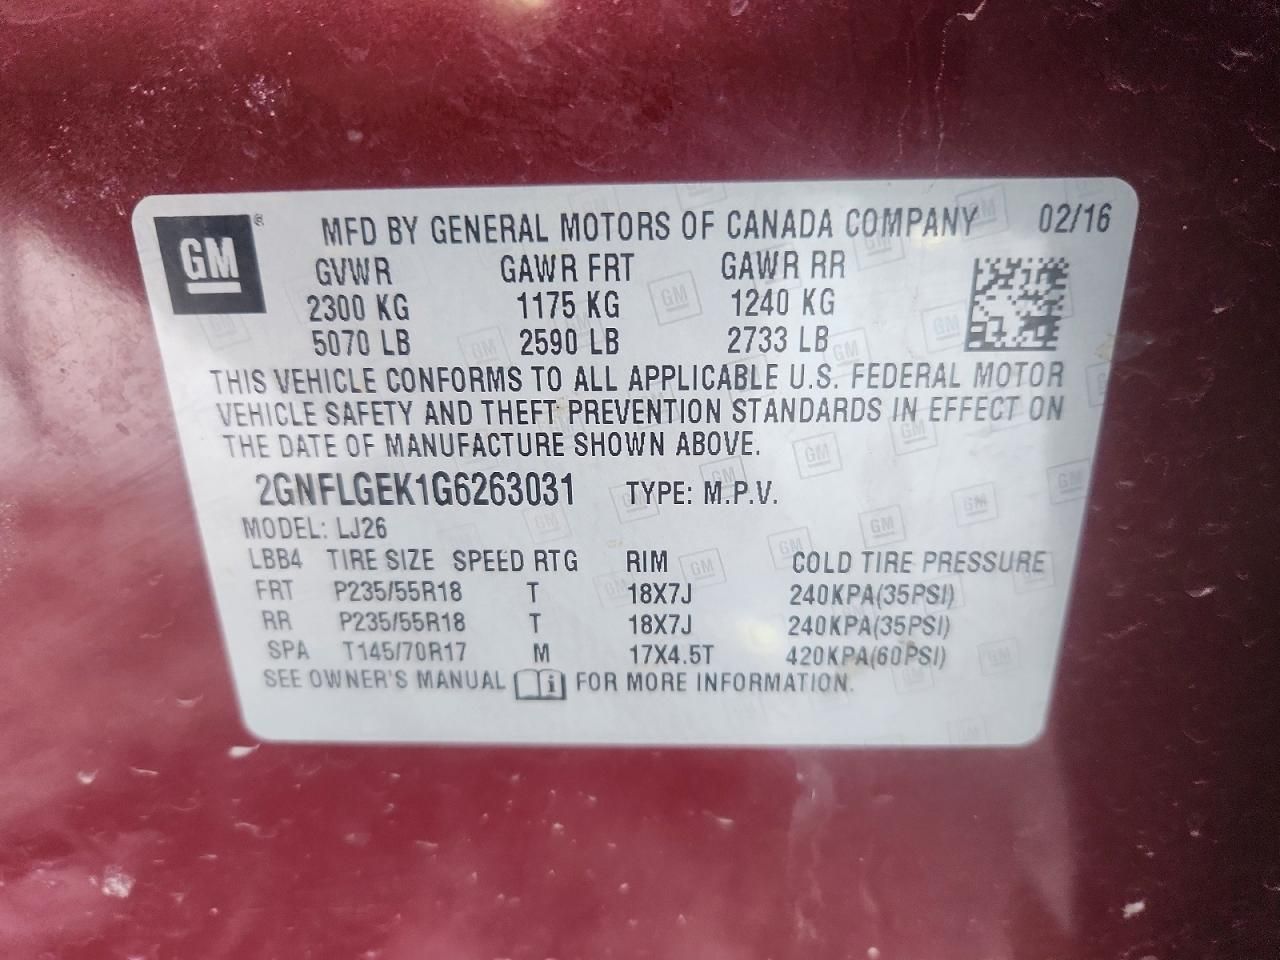 GM ® MFD BY GENERAL MOTORS OF CANADA COMPANY 02/16
GVWR GAWR FRT GAWR RR
2300 KG 1175 KG 1240 KG
5070 LB 2590 LB 2733 LB
THIS VEHICLE CONFORMS TO ALL APPLICABLE U.S. FEDERAL MOTOR
VEHICLE SAFETY AND THEFT PREVENTION STANDARDS IN EFFECT ON
THE DATE OF MANUFACTURE SHOWN ABOVE.
2GNFLGEK1G6263031 TYPE: M.P.V.
MODEL: LJ26
LBB4 TIRE SIZE SPEED RTG RIM COLD TIRE PRESSURE
FRT P235/55R18 T 18X7J 240KPA(35PSI)
RR P235/55R18 T 18X7J 240KPA(35PSI)
SPA T145/70R17 M 17X4.5T 420KPA(60PSI)
SEE OWNER'S MANUAL i FOR MORE INFORMATION.